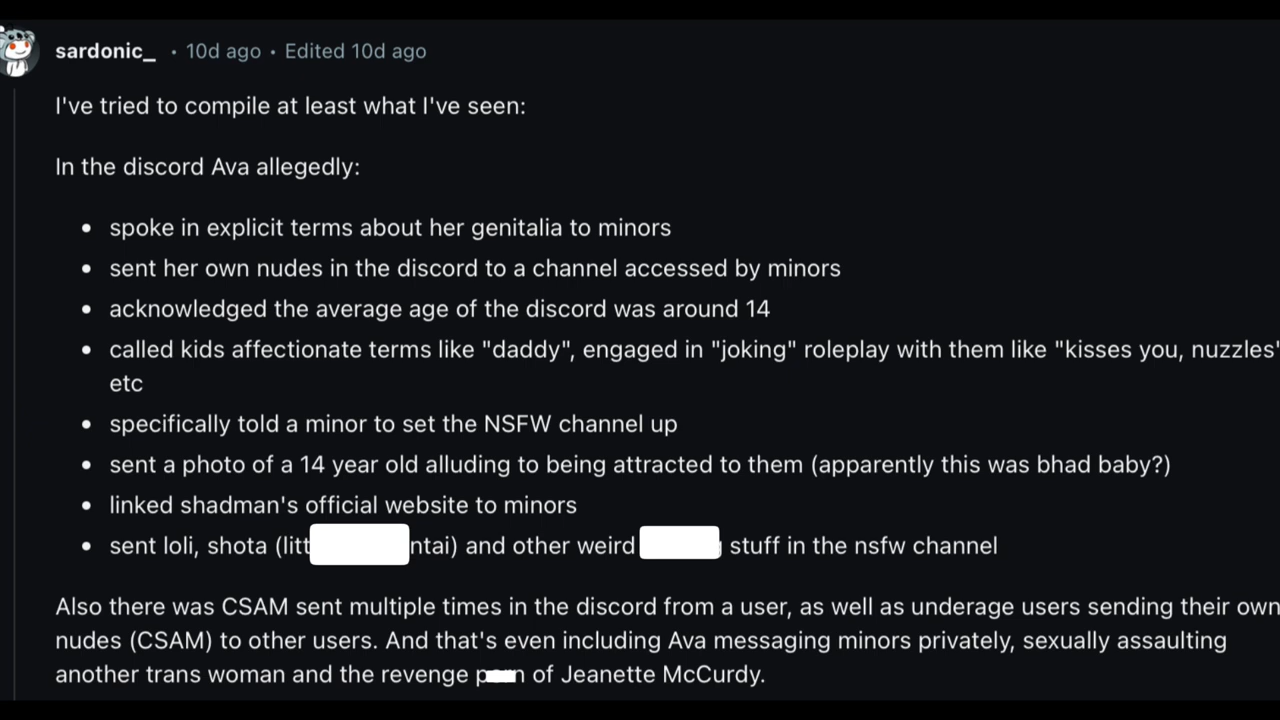 sardonic_ • 10d ago • Edited 10d ago
I've tried to compile at least what I've seen:
In the discord Ava allegedly:
• spoke in explicit terms about her genitalia to minors
• sent her own nudes in the discord to a channel accessed by minors
• acknowledged the average age of the discord was around 14
• called kids affectionate terms like "daddy", engaged in "joking" roleplay with them like "kisses you, nuzzles"
etc
• specifically told a minor to set the NSFW channel up
• sent a photo of a 14 year old alluding to being attracted to them (apparently this was bhad baby?)
• linked shadman's official website to minors
• sent loli, shota (litt ntai) and other weird stuff in the nsfw channel
Also there was CSAM sent multiple times in the discord from a user, as well as underage users sending their own
nudes (CSAM) to other users. And that's even including Ava messaging minors privately, sexually assaulting
another trans woman and the revenge p n of Jeanette McCurdy.